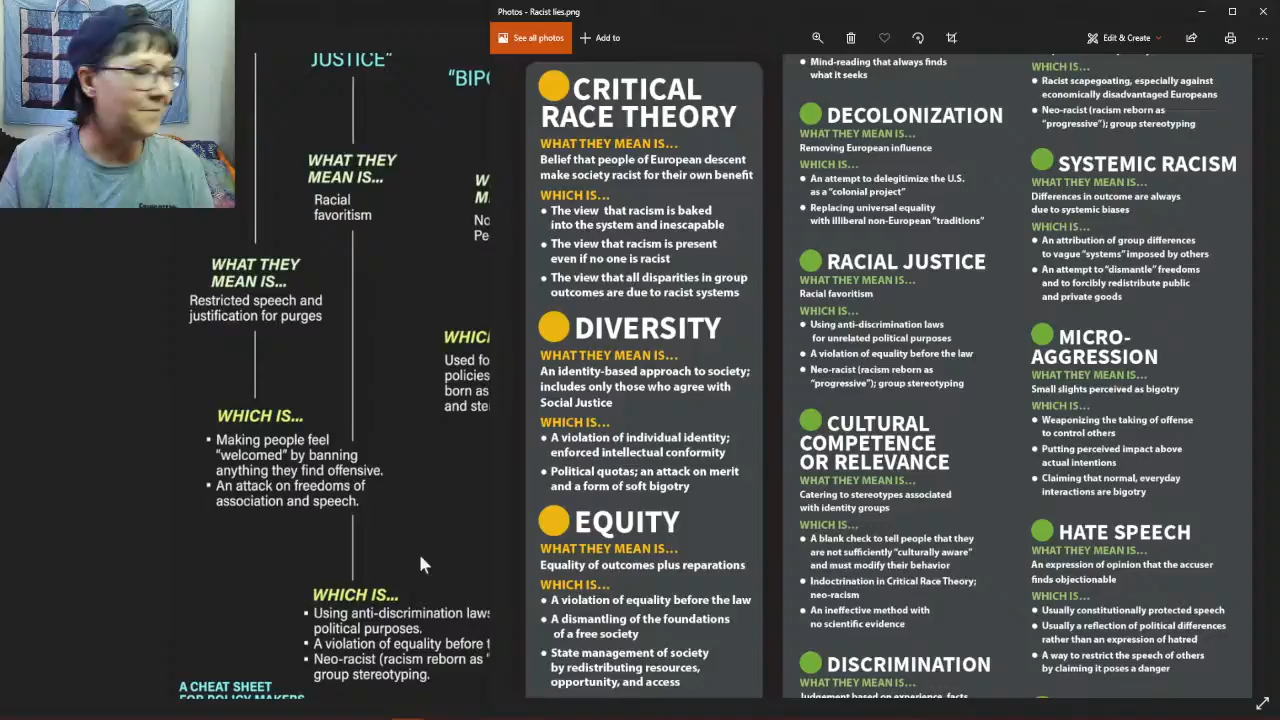 Photos - Racist lies.png
See all photos
Add to
Edit & Create
JUSTICE"
"BIPO
WHAT THEY
MEAN IS...
Racial
favoritism
WHAT THEY
MEAN IS...
Restricted speech and
justification for purges
WHICH IS...
Making people feel
"welcomed" by banning
anything they find offensive.
An attack on freedoms of
association and speech.
WHICH IS...
Using anti-discrimination laws
political purposes.
A violation of equality before t
Neo-racist (racism reborn as "
group stereotyping.
A CHEAT SHEET
FOR POLICY MAKERS
W
M
No
Pe
WHICH
Used fo
policies
born as
and ste
CRITICAL
RACE THEORY
WHAT THEY MEAN IS...
Belief that people of European descent
make society racist for their own benefit
WHICH IS...
• The view that racism is baked
into the system and inescapable
• The view that racism is present
even if no one is racist
• The view that all disparities in group
outcomes are due to racist systems
DIVERSITY
WHAT THEY MEAN IS...
An identity-based approach to society;
includes only those who agree with
Social Justice
WHICH IS...
• A violation of individual identity;
enforced intellectual conformity
• Political quotas; an attack on merit
and a form of soft bigotry
EQUITY
WHAT THEY MEAN IS...
Equality of outcomes plus reparations
WHICH IS...
• A violation of equality before the law
• A dismantling of the foundations
of a free society
• State management of society
by redistributing resources,
opportunity, and access
• Mind-reading that always finds
what it seeks
DECOLONIZATION
WHAT THEY MEAN IS...
Removing European influence
WHICH IS...
• An attempt to delegitimize the U.S.
as a "colonial project"
• Replacing universal equality
with illiberal non-European "traditions"
RACIAL JUSTICE
WHAT THEY MEAN IS...
Racial favoritism
WHICH IS...
• Using anti-discrimination laws
for unrelated political purposes
• A violation of equality before the law
• Neo-racist (racism reborn as
"progressive"); group stereotyping
CULTURAL
COMPETENCE
OR RELEVANCE
WHAT THEY MEAN IS...
Catering to stereotypes associated
with identity groups
WHICH IS...
• A blank check to tell people that they
are not sufficiently "culturally aware"
and must modify their behavior
• Indoctrination in Critical Race Theory;
neo-racism
• An ineffective method with
no scientific evidence
DISCRIMINATION
WHAT THEY MEAN IS...
Judgement based on experience, facts
WHICH IS...
• Racist scapegoating, especially against
economically disadvantaged Europeans
• Neo-racist (racism reborn as
"progressive"); group stereotyping
SYSTEMIC RACISM
WHAT THEY MEAN IS...
Differences in outcome are always
due to systemic biases
WHICH IS...
• An attribution of group differences
to vague "systems" imposed by others
• An attempt to "dismantle" freedoms
and to forcibly redistribute public
and private goods
MICRO-
AGGRESSION
WHAT THEY MEAN IS...
Small slights perceived as bigotry
WHICH IS...
• Weaponizing the taking of offense
to control others
• Putting perceived impact above
actual intentions
• Claiming that normal, everyday
interactions are bigotry
HATE SPEECH
WHAT THEY MEAN IS...
An expression of opinion that the accuser
finds objectionable
WHICH IS...
• Usually constitutionally protected speech
• Usually a reflection of political differences
rather than an expression of hatred
• A way to restrict the speech of others
by claiming it poses a danger